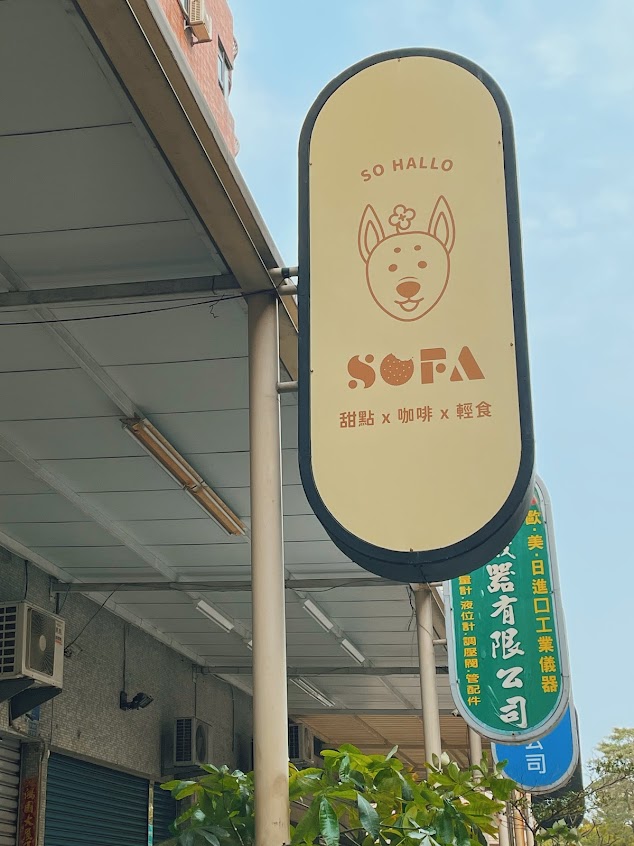 SO HALLO
SOFA
甜點 x 咖啡 x 輕食
歐·美·日進口工業儀器
器有限公司
液位計·調壓閥·管配件
公司